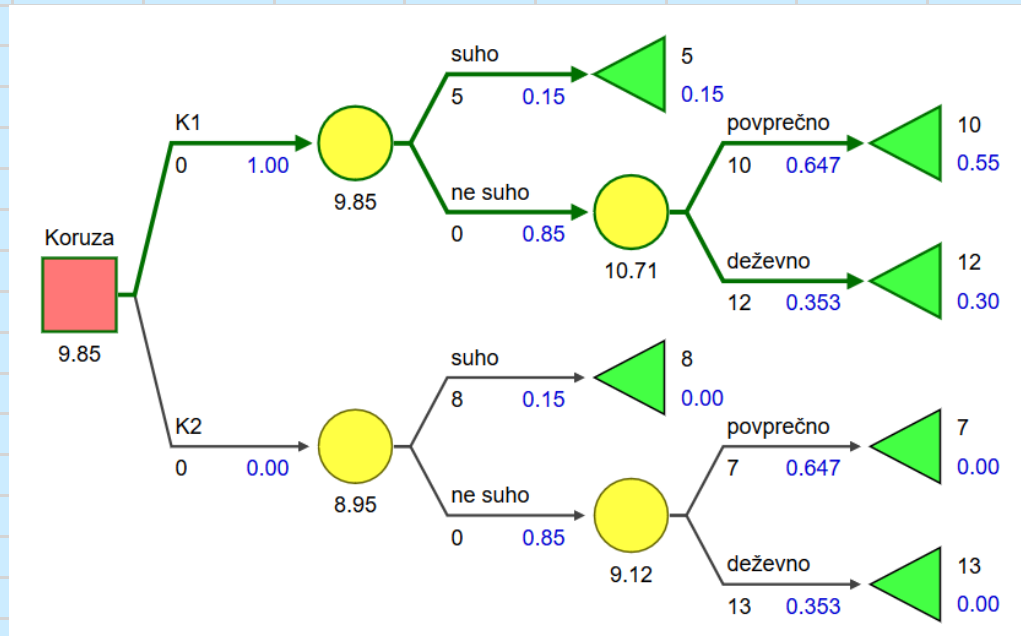 Koruza
9.85
K1
0 1.00
9.85
suho
5 0.15
5
0.15
ne suho
0 0.85
10.71
povprečno
10 0.647
10
0.55
deževno
12 0.353
12
0.30
K2
0 0.00
8.95
suho
8 0.15
8
0.00
ne suho
0 0.85
9.12
povprečno
7 0.647
7
0.00
deževno
13 0.353
13
0.00